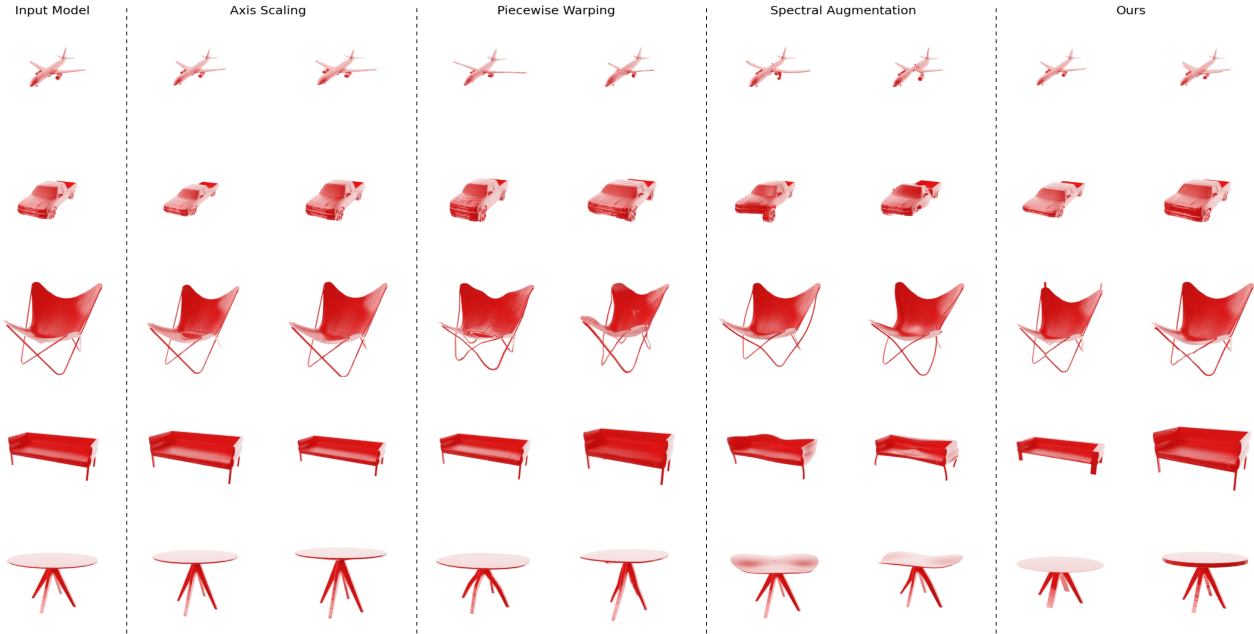 Input Model
Axis Scaling
Piecewise Warping
Spectral Augmentation
Ours